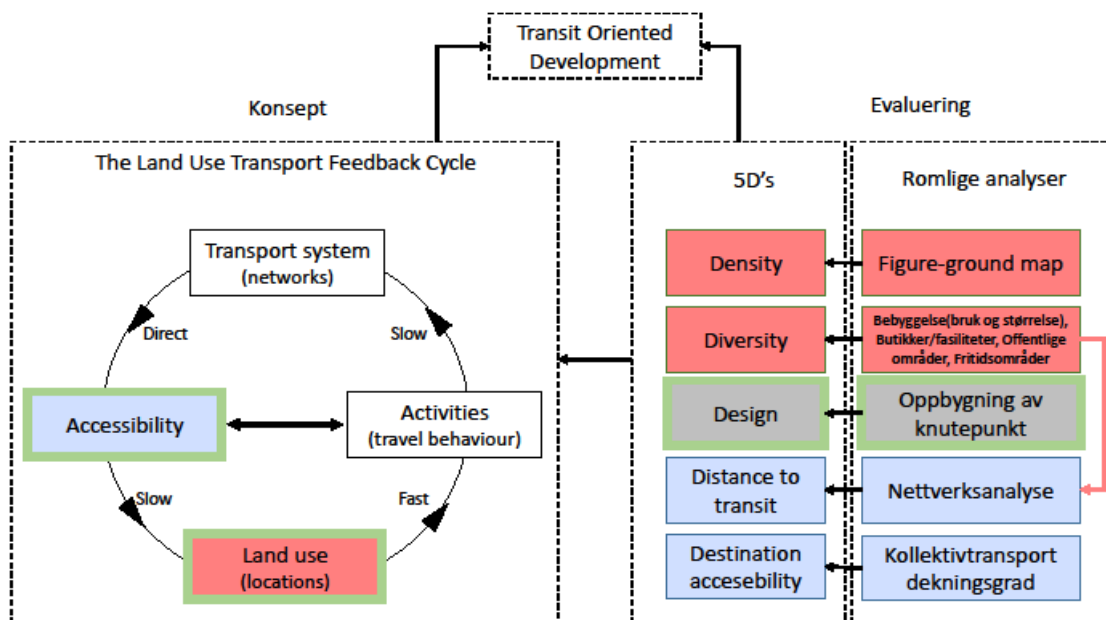 Transit Oriented
Development
Konsept
Evaluering
The Land Use Transport Feedback Cycle
Transport system
(networks)
Direct
Slow
Accessibility
Activities
(travel behaviour)
Slow
Fast
Land use
(locations)
5D's
Romlige analyser
Density
Figure-ground map
Diversity
Bebyggelse(bruk og størrelse),
Butikker/fasiliteter, Offentlige
områder, Fritidsområder
Design
Oppbygning av
knutepunkt
Distance to
transit
Nettverksanalyse
Destination
accesebility
Kollektivtransport
dekningsgrad